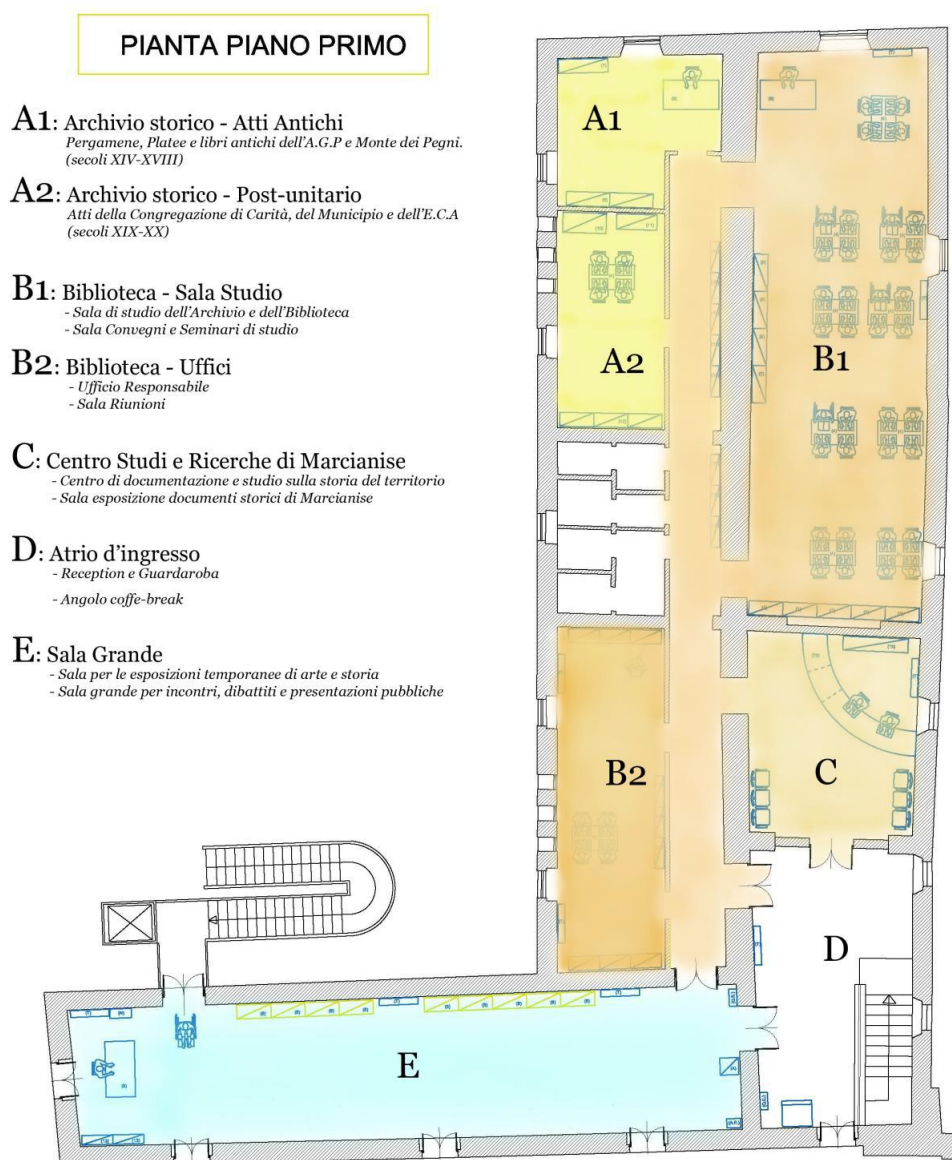 PIANTA PIANO PRIMO
A1: Archivio storico - Atti Antichi
Pergamene, Platee e libri antichi dell'A.G.P e Monte dei Pegni.
(secoli XIV-XVIII)
A2: Archivio storico - Post-unitario
Atti della Congregazione di Carità, del Municipio e dell'E.C.A
(secoli XIX-XX)
B1: Biblioteca - Sala Studio
- Sala di studio dell'Archivio e dell'Biblioteca
- Sala Convegni e Seminari di studio
B2: Biblioteca - Uffici
- Ufficio Responsabile
- Sala Riunioni
C: Centro Studi e Ricerche di Marcianise
- Centro di documentazione e studio sulla storia del territorio
- Sala esposizione documenti storici di Marcianise
D: Atrio d'ingresso
- Reception e Guardaroba
- Angolo coffe-break
E: Sala Grande
- Sala per le esposizioni temporanee di arte e storia
- Sala grande per incontri, dibattiti e presentazioni pubbliche
A1
A2
B1
B2
C
D
E